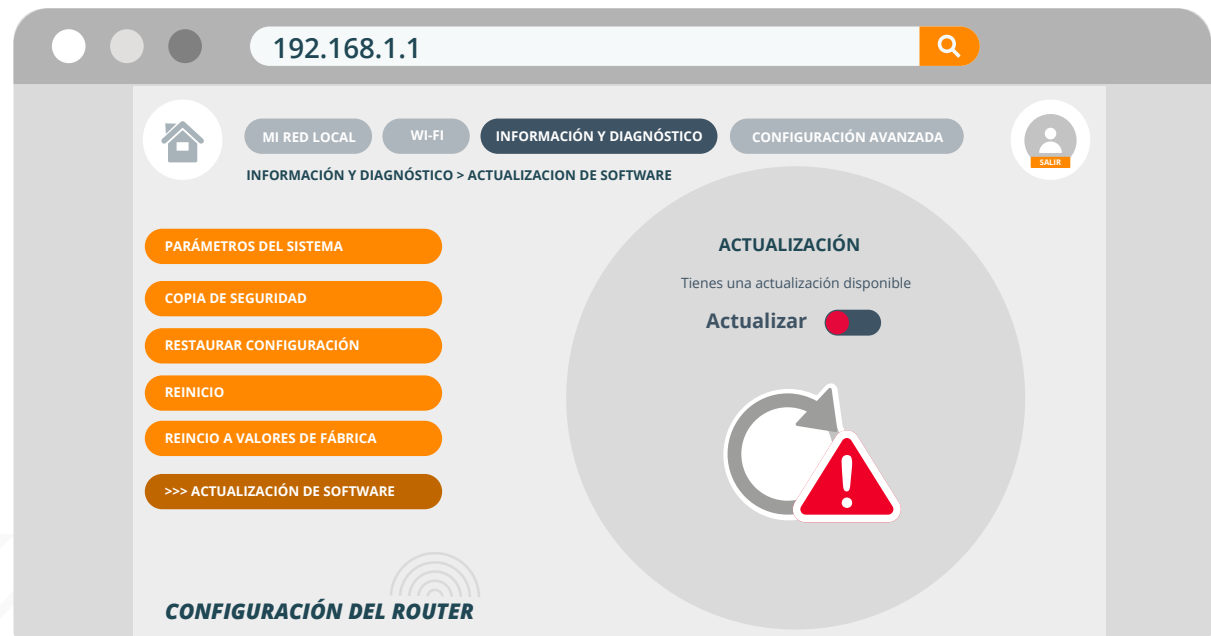 192.168.1.1
MI RED LOCAL
WI-FI
INFORMACIÓN Y DIAGNÓSTICO
CONFIGURACIÓN AVANZADA
SALIR
INFORMACIÓN Y DIAGNÓSTICO > ACTUALIZACION DE SOFTWARE
PARÁMETROS DEL SISTEMA
COPIA DE SEGURIDAD
RESTAURAR CONFIGURACIÓN
REINICIO
REINCIO A VALORES DE FÁBRICA
>>> ACTUALIZACIÓN DE SOFTWARE
ACTUALIZACIÓN
Tienes una actualización disponible
Actualizar
CONFIGURACIÓN DEL ROUTER